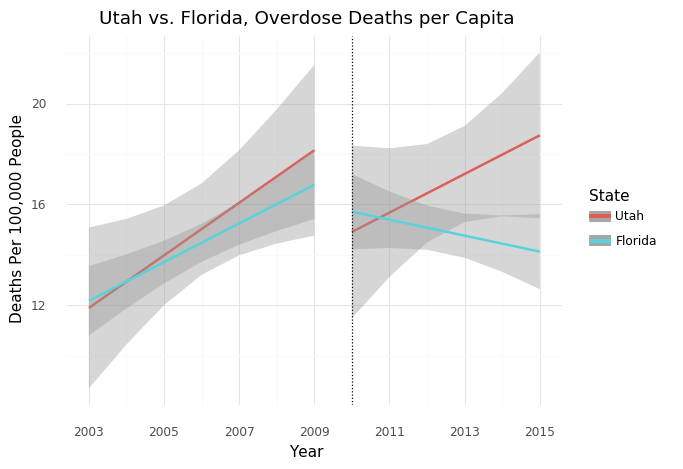 Utah vs. Florida, Overdose Deaths per Capita
Deaths Per 100,000 People
20
16
12
2003 2005 2007 2009 2011 2013 2015
Year
State
Utah
Florida